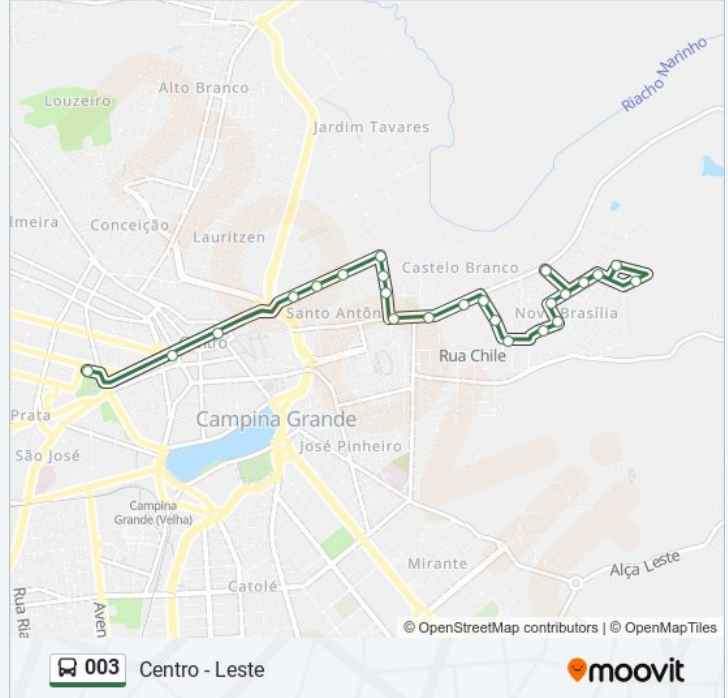 Louzeiro
Alto Branco
Riacho Marinho
Jardim Tavares
lmeira
Conceição
Lauritzen
Castelo Branco
Santo Antôn
Nova Brasília
Rua Chile
Prata
Campina Grande
São José
José Pinheiro
Campina
Grande (Velha)
Mirante
Alça Leste
Catolé
Rua Ria
Aven
© OpenStreetMap contributors | © OpenMapTiles
003 Centro - Leste
moovit